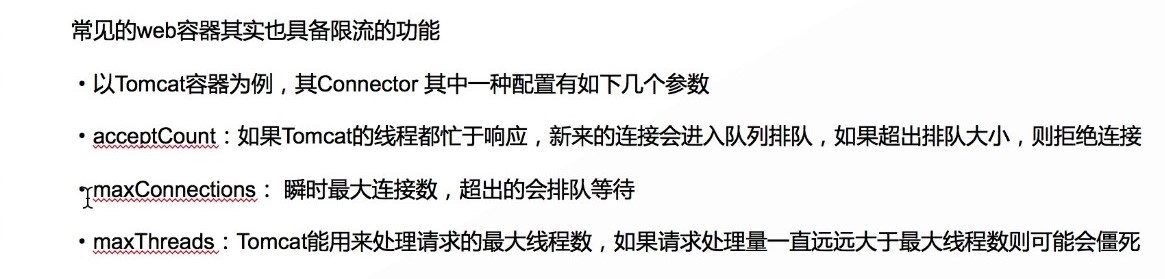 常见的web容器其实也具备限流的功能
• 以Tomcat容器为例，其Connector 其中一种配置有如下几个参数
• acceptCount：如果Tomcat的线程都忙于响应，新来的连接会进入队列排队，如果超出排队大小，则拒绝连接
• maxConnections： 瞬时最大连接数，超出的会排队等待
• maxThreads：Tomcat能用来处理请求的最大线程数，如果请求处理量一直远远大于最大线程数则可能会僵死